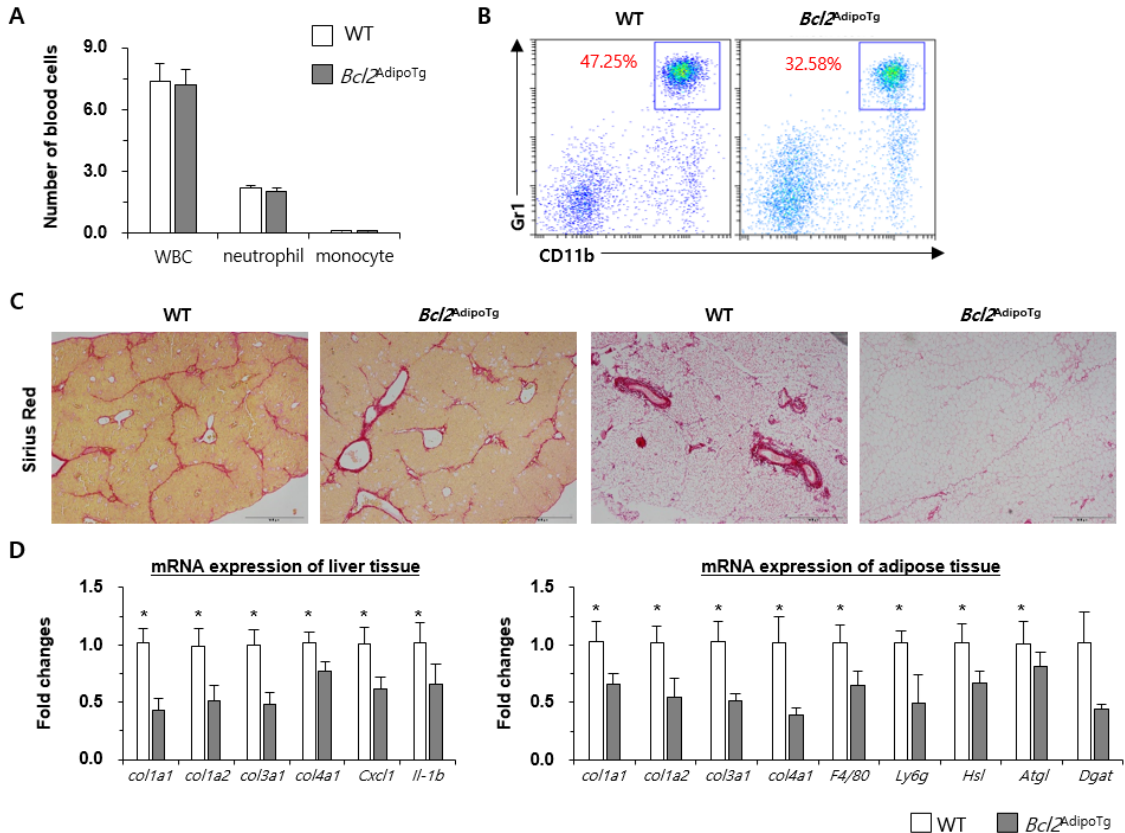 A
WT
Bcl2AdipoTg
Number of blood cells
9.0
6.0
3.0
0.0
WBC neutrophil monocyte
B
WT Bcl2AdipoTg
47.25% 32.58%
Gr1
CD11b
C
WT Bcl2AdipoTg WT Bcl2AdipoTg
Sirius Red
D
mRNA expression of liver tissue
Fold changes
1.5
1.0
0.5
0.0
* * * * * *
col1a1 col1a2 col3a1 col4a1 Cxcl1 Il-1b
mRNA expression of adipose tissue
Fold changes
1.5
1.0
0.5
0.0
* * * * * * * *
col1a1 col1a2 col3a1 col4a1 F4/80 Ly6g Hsl Atgl Dgat
WT Bcl2AdipoTg